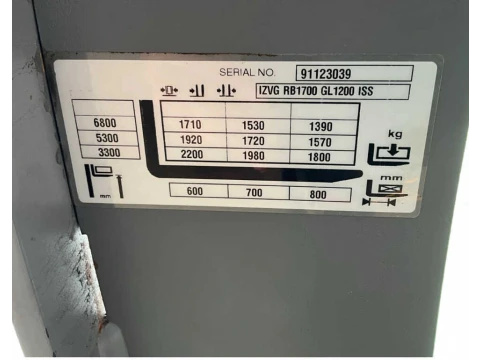 SERIAL NO. 91123039
IZVG RB1700 GL1200 ISS
6800 1710 1530 1390
5300 1920 1720 1570
3300 2200 1980 1800
kg
mm
mm
600 700 800